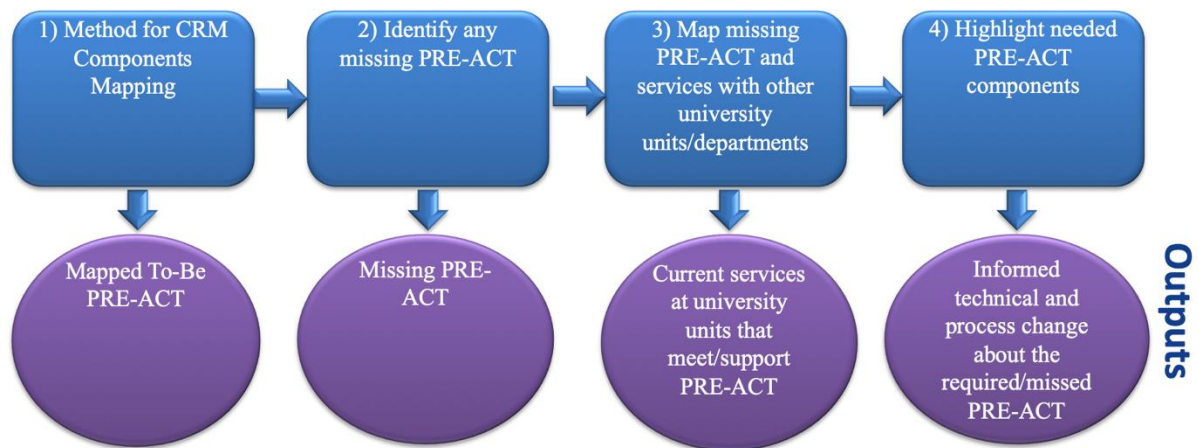 1) Method for CRM
Components
Mapping
2) Identify any
missing PRE-ACT
3) Map missing
PRE-ACT and
services with other
university
units/departments
4) Highlight needed
PRE-ACT
components
Mapped To-Be
PRE-ACT
Missing PRE-
ACT
Current services
at university
units that
meet/support
PRE-ACT
Informed
technical and
process change
about the
required/missed
PRE-ACT
Outputs